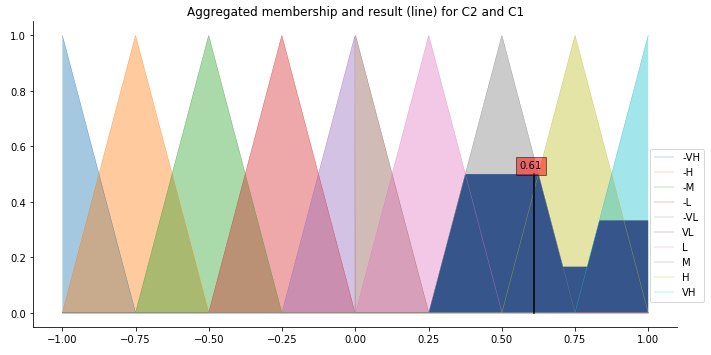 Aggregated membership and result (line) for C2 and C1
1.0
0.8
0.6
0.4
0.2
0.0
0.61
-VH
-H
-M
-L
-VL
VL
L
M
H
VH
−1.00 −0.75 −0.50 −0.25 0.00 0.25 0.50 0.75 1.00